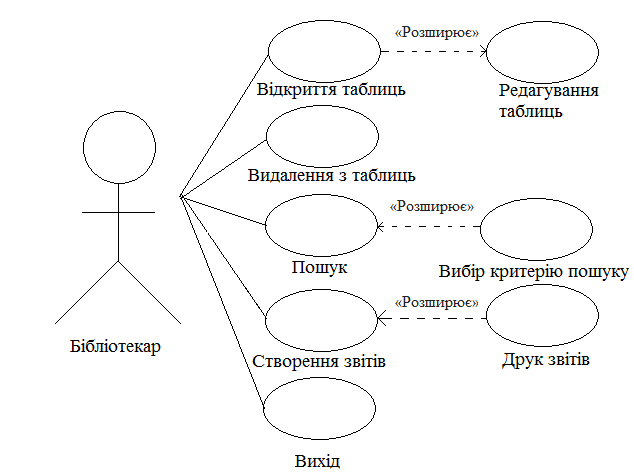 «Розширює»
Відкриття таблиць
Редагування
таблиць
Видалення з таблиць
«Розширює»
Пошук
Вибір критерію пошуку
«Розширює»
Бібліотекар
Створення звітів
Друк звітів
Вихід